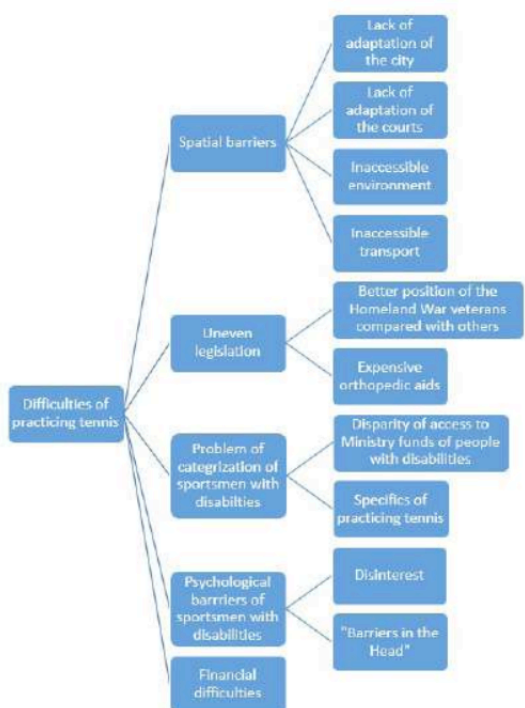 Difficulties of
practicing tennis
Spatial barriers
Lack of
adaptation of
the city
Lack of
adaptation of
the courts
Inaccessible
environment
Inaccessible
transport
Uneven
legislation
Better position of the
Homeland War veterans
compared with others
Expensive
orthopedic aids
Problem of
categrization of
sportsmen with
disabilties
Disparity of access to
Ministry funds of people
with disabilities
Specifics of
practicing tennis
Psychological
barrriers of
sportsmen with
disabilities
Disinterest
"Barriers in the
Head"
Financial
difficulties